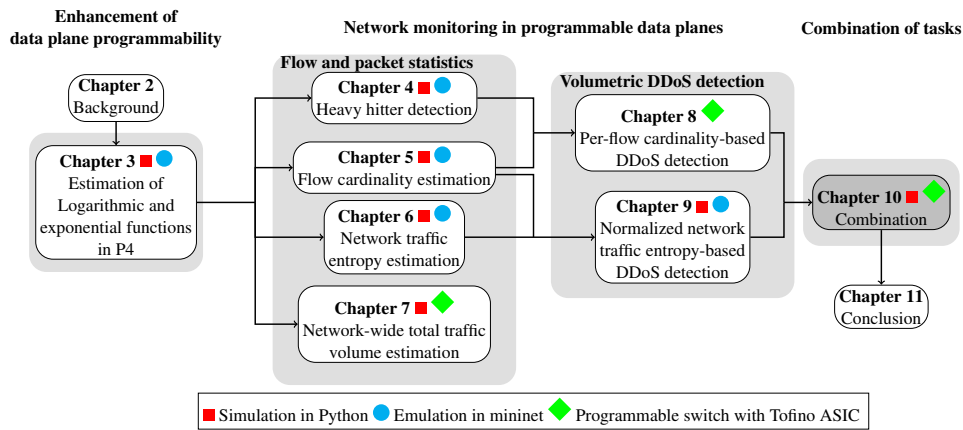 Enhancement of
data plane programmability
Network monitoring in programmable data planes
Combination of tasks
Chapter 2
Background
Chapter 3
Estimation of
Logarithmic and
exponential functions
in P4
Flow and packet statistics
Chapter 4
Heavy hitter detection
Chapter 5
Flow cardinality estimation
Chapter 6
Network traffic
entropy estimation
Chapter 7
Network-wide total traffic
volume estimation
Volumetric DDoS detection
Chapter 8
Per-flow cardinality-based
DDoS detection
Chapter 9
Normalized network
traffic entropy-based
DDoS detection
Chapter 10
Combination
Chapter 11
Conclusion
Simulation in Python Emulation in mininet Programmable switch with Tofino ASIC